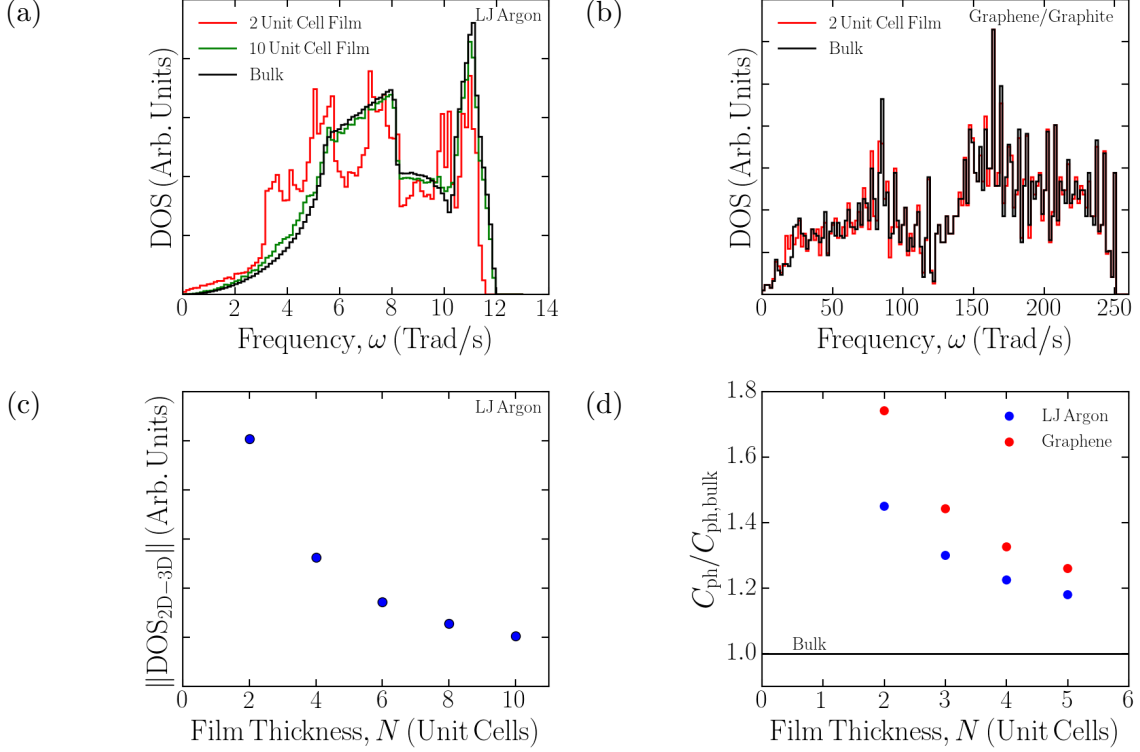 (a)
LJ Argon
2 Unit Cell Film
10 Unit Cell Film
Bulk
DOS (Arb. Units)
0 2 4 6 8 10 12 14
Frequency, ω (Trad/s)
(b)
Graphene/Graphite
2 Unit Cell Film
Bulk
DOS (Arb. Units)
0 50 100 150 200 250
Frequency, ω (Trad/s)
(c)
LJ Argon
||DOS2D−3D|| (Arb. Units)
0 2 4 6 8 10
Film Thickness, N (Unit Cells)
(d)
LJ Argon
Graphene
Cph/Cph,bulk
1.8
1.6
1.4
1.2
1.0
Bulk
0 1 2 3 4 5 6
Film Thickness, N (Unit Cells)